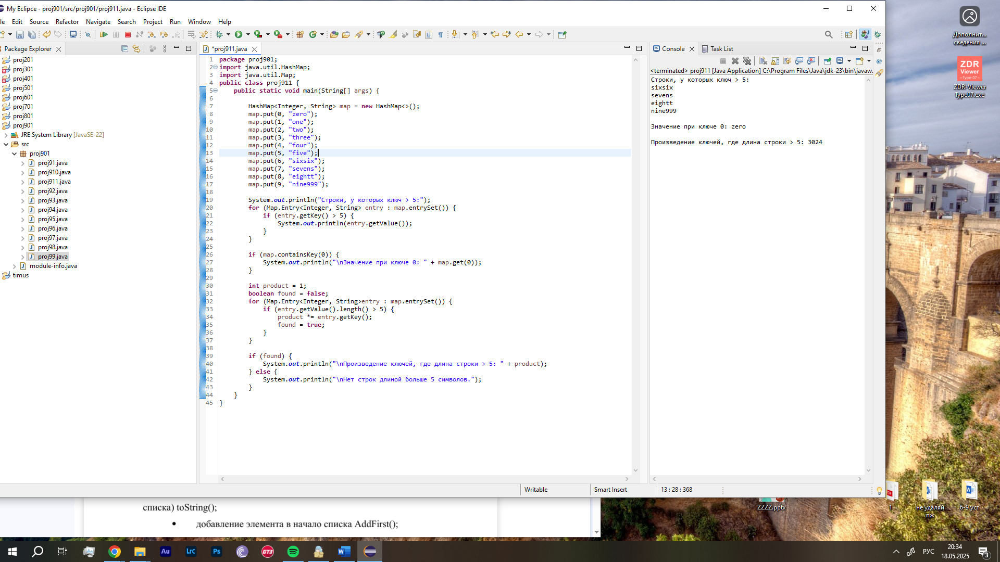 My Eclipce - proj901/src/proj901/proj911.java - Eclipse IDE
le Edit Source Refactor Navigate Search Project Run Window Help
Package Explorer
proj201
proj301
proj401
proj501
proj601
proj701
proj801
proj901
JRE System Library [JavaSE-22]
src
proj901
proj91.java
proj910.java
proj911.java
proj92.java
proj93.java
proj94.java
proj95.java
proj96.java
proj97.java
proj98.java
proj99.java
module-info.java
timus
*proj911.java
1 package proj901;
2 import java.util.HashMap;
3 import java.util.Map;
4 public class proj911 {
5     public static void main(String[] args) {
6
7         HashMap<Integer, String> map = new HashMap<>();
8         map.put(0, "zero");
9         map.put(1, "one");
10         map.put(2, "two");
11         map.put(3, "three");
12         map.put(4, "four");
13         map.put(5, "five");
14         map.put(6, "sixsix");
15         map.put(7, "sevens");
16         map.put(8, "eightt");
17         map.put(9, "nine999");
18
19         System.out.println("Строки, у которых ключ > 5:");
20         for (Map.Entry<Integer, String> entry : map.entrySet()) {
21             if (entry.getKey() > 5) {
22                 System.out.println(entry.getValue());
23             }
24         }
25
26         if (map.containsKey(0)) {
27             System.out.println("\nЗначение при ключе 0: " + map.get(0));
28         }
29
30         int product = 1;
31         boolean found = false;
32         for (Map.Entry<Integer, String>entry : map.entrySet()) {
33             if (entry.getValue().length() > 5) {
34                 product *= entry.getKey();
35                 found = true;
36             }
37         }
38
39         if (found) {
40             System.out.println("\nПроизведение ключей, где длина строки > 5: " + product);
41         } else {
42             System.out.println("\nНет строк длиной больше 5 символов.");
43         }
44     }
45 }
Console Task List
<terminated> proj911 [Java Application] C:\Program Files\Java\jdk-23\bin\javaw.
Строки, у которых ключ > 5:
sixsix
sevens
eightt
nine999
Значение при ключе 0: zero
Произведение ключей, где длина строки > 5: 3024
Writable Smart Insert 13 : 28 : 368
списка) toString();
• добавление элемента в начало списка AddFirst();
Дополнит...
сведения ...
ZDR
Viewer
~Type 07~
ZDR-Viewer
Type07.exe
ZZZZ.pptx
1
не удаляй
пж
6-9 уст
Au
Lrc
Ps
GT3
РУС
20:34
18.05.2025
3